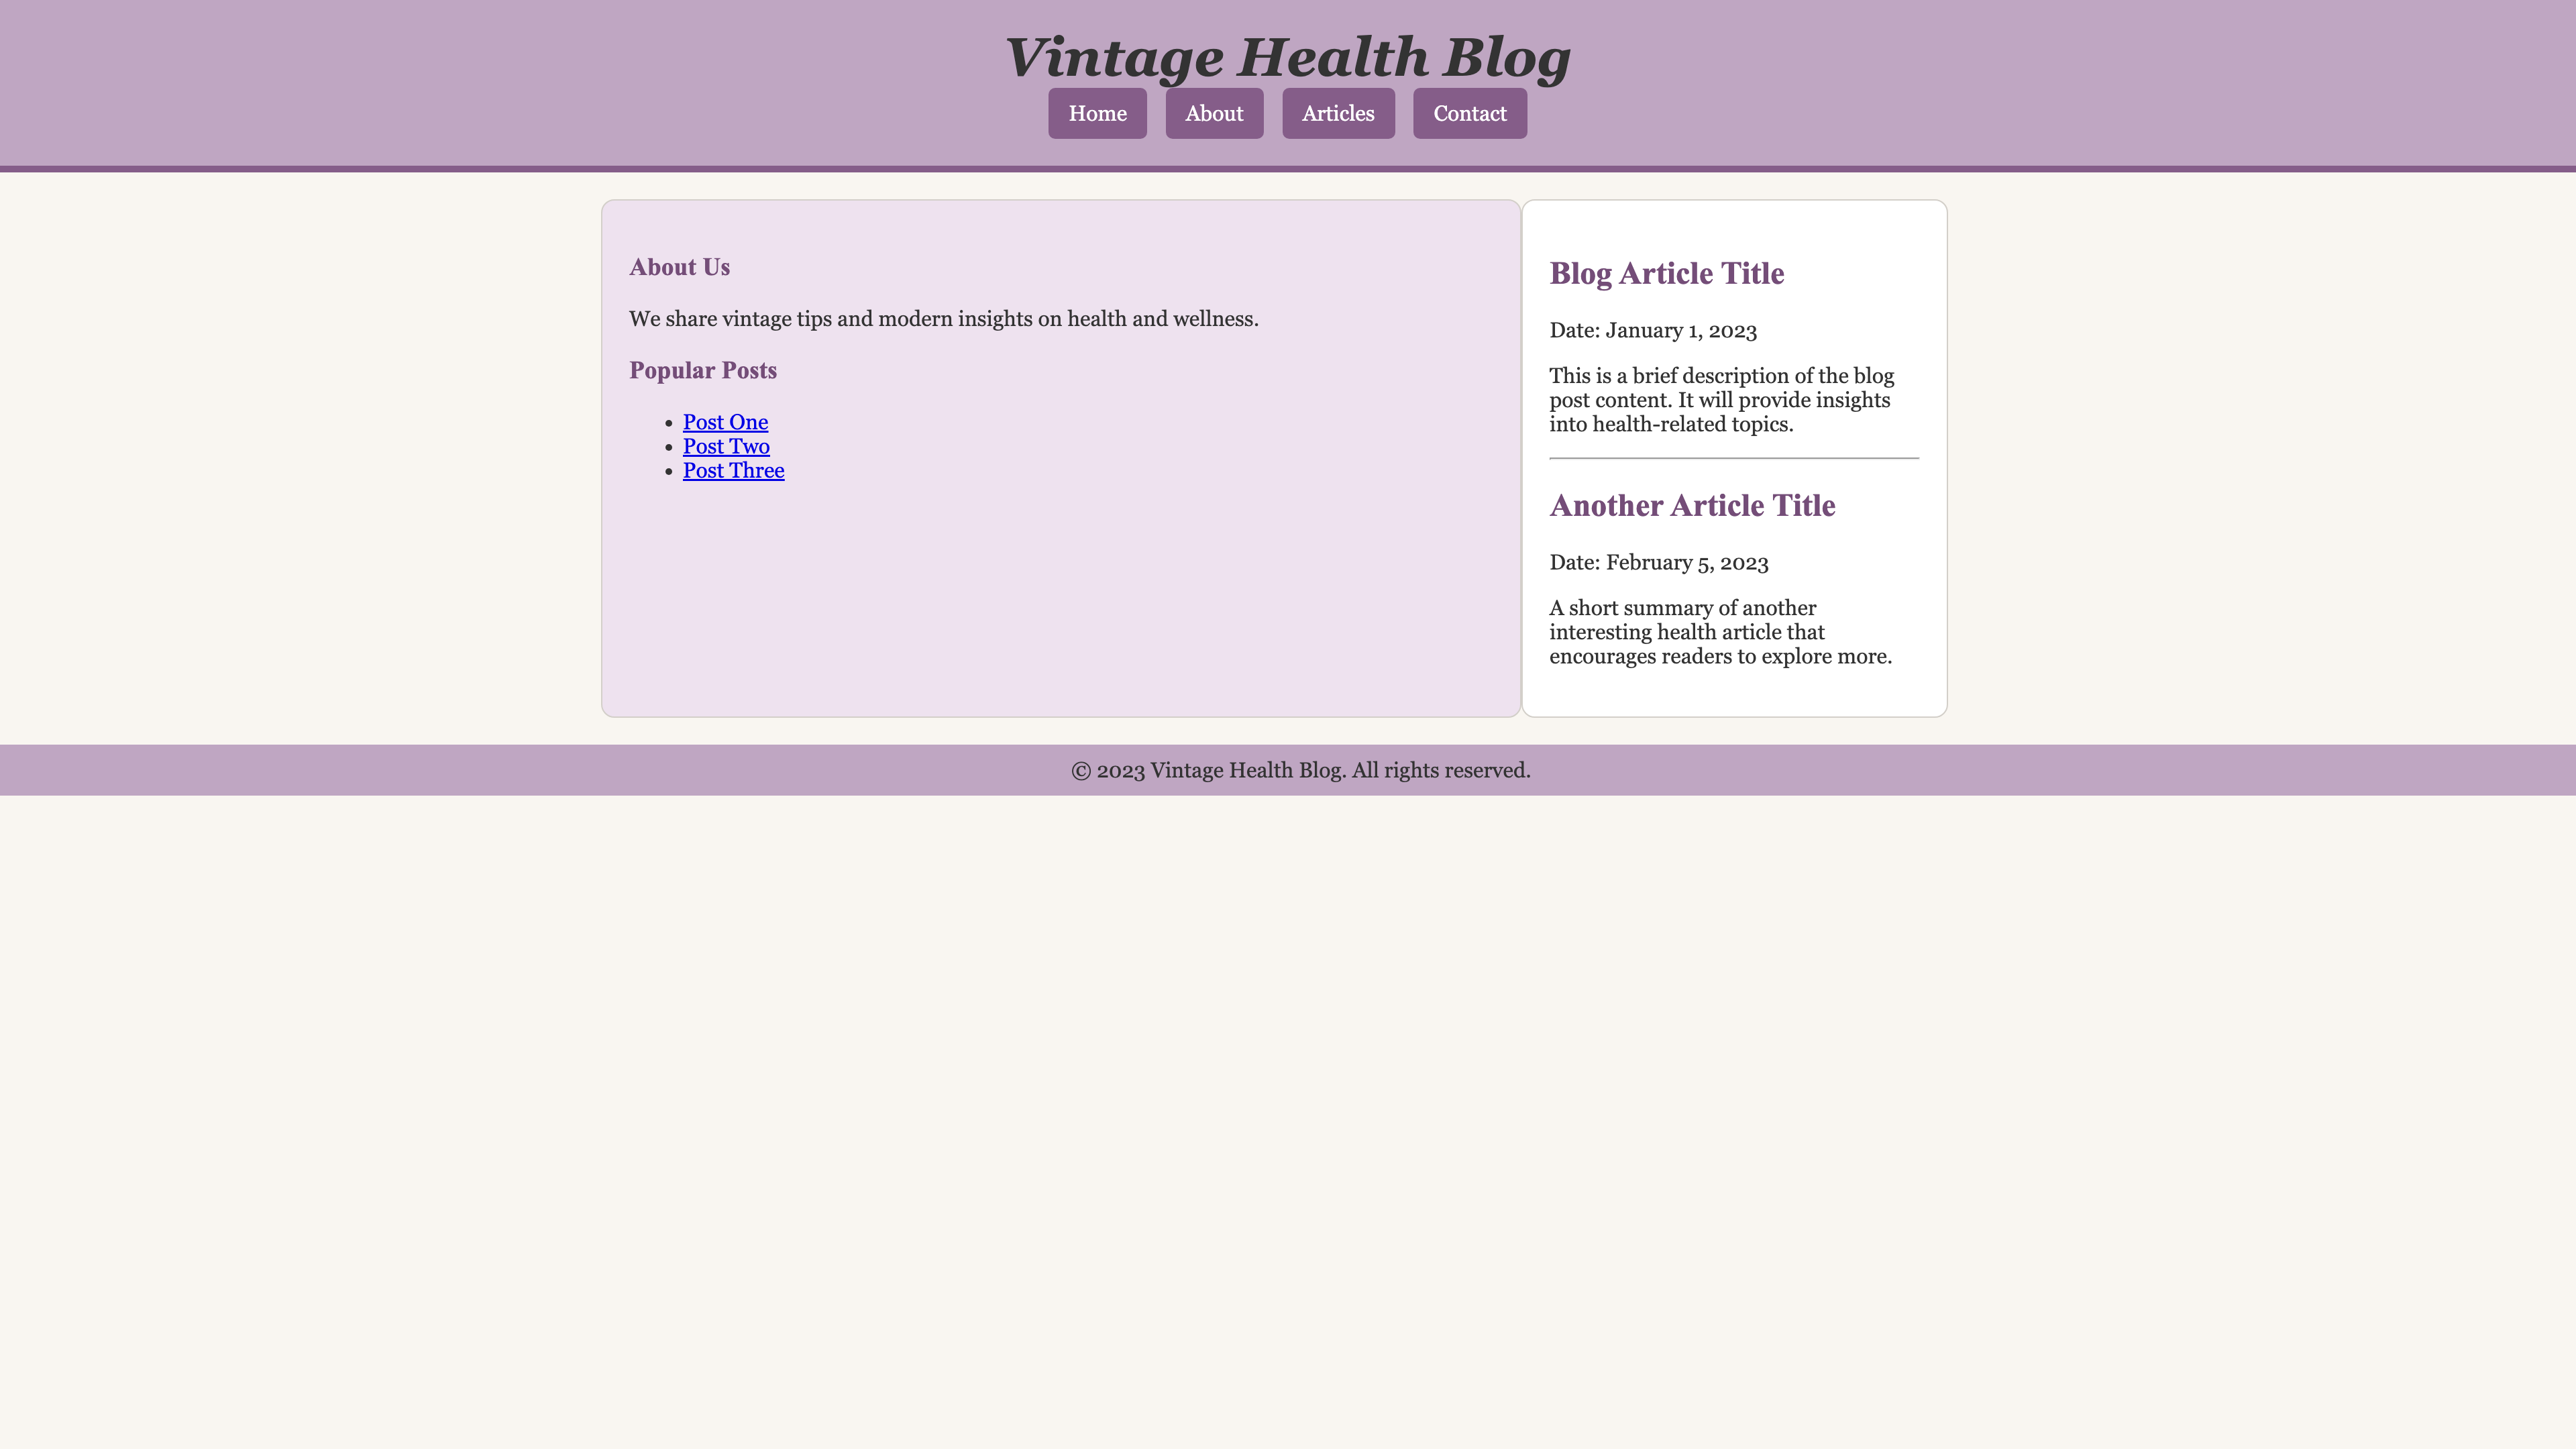 Vintage Health Blog
Home About Articles Contact
About Us
We share vintage tips and modern insights on health and wellness.
Popular Posts
• Post One
• Post Two
• Post Three
Blog Article Title
Date: January 1, 2023
This is a brief description of the blog
post content. It will provide insights
into health-related topics.
Another Article Title
Date: February 5, 2023
A short summary of another
interesting health article that
encourages readers to explore more.
© 2023 Vintage Health Blog. All rights reserved.